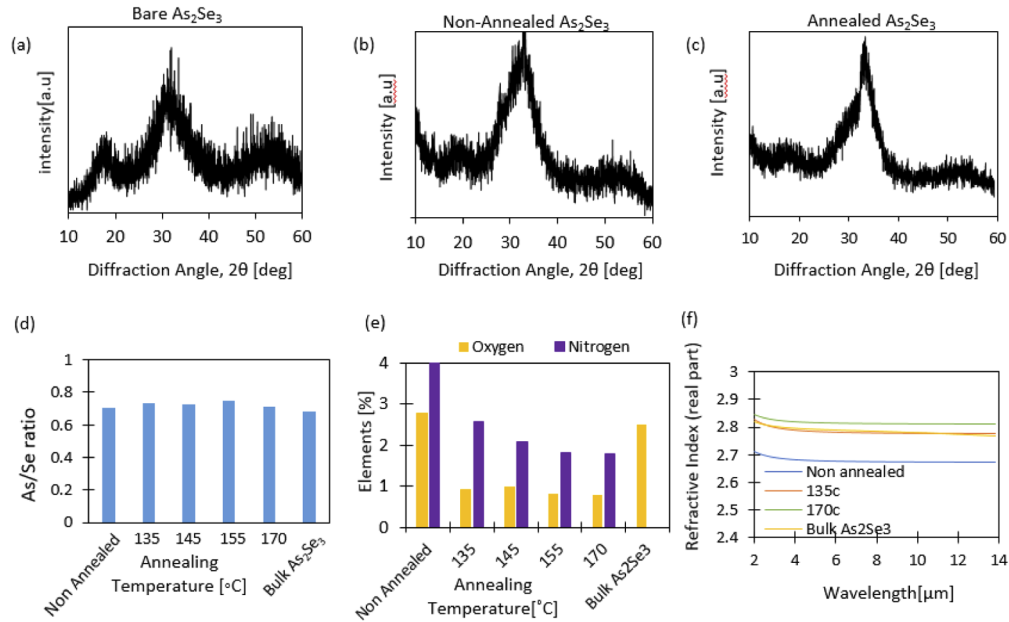 Bare As₂Se₃
Non-Annealed As₂Se₃
Annealed As₂Se₃
(a)
(b)
(c)
intensity[a.u]
Intensity [a.u]
Intensity [a.u]
10 20 30 40 50 60
10 20 30 40 50 60
10 20 30 40 50 60
Diffraction Angle, 2θ [deg]
Diffraction Angle, 2θ [deg]
Diffraction Angle, 2θ [deg]
(d)
As/Se ratio
1
0.8
0.6
0.4
0.2
0
Non Annealed
135 145 155 170
Bulk As₂Se₃
Annealing
Temperature [∘C]
(e)
Oxygen Nitrogen
Elements [%]
4
3
2
1
0
Non Annealed
135
145
155
170
Bulk As2Se3
Annealing
Temperature[˚C]
(f)
Refractive Index (real part)
3
2.9
2.8
2.7
2.6
2.5
2.4
Non annealed
135c
170c
Bulk As2Se3
2 4 6 8 10 12 14
Wavelength[μm]